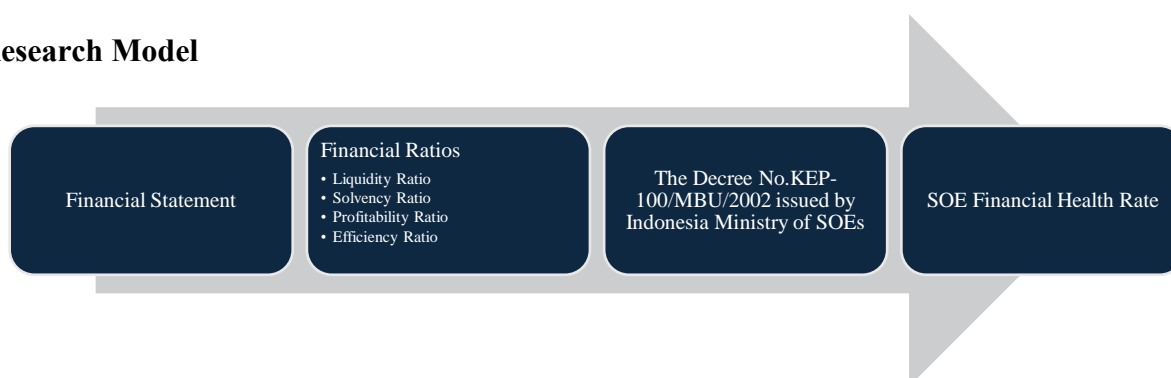 esearch Model
Financial Statement
Financial Ratios
• Liquidity Ratio
• Solvency Ratio
• Profitability Ratio
• Efficiency Ratio
The Decree No.KEP-
100/MBU/2002 issued by
Indonesia Ministry of SOEs
SOE Financial Health Rate